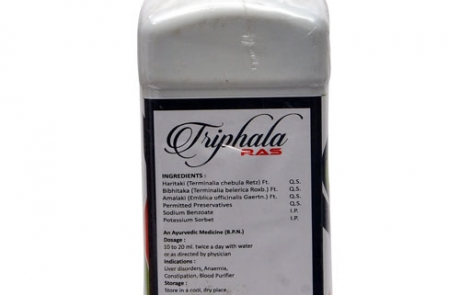 Triphala
RAS
INGREDIENTS :
Haritaki (Terminalia chebula Retz) Ft. Q.S.
Bibhitaka (Terminalia belerica Roxb.) Ft. Q.S.
Amalaki (Emblica officinalis Gaertn.) Ft. Q.S.
Permitted Preservatives Q.S.
Sodium Benzoate I.P.
Potassium Sorbet I.P.
An Ayurvedic Medicine (B.P.N.)
Dosage :
10 to 20 ml. twice a day with water
or as directed by physician
Indications :
User disorders, Anaemia,
Constipation, Blood Purifier
Storage :
Store in a cool, dry place